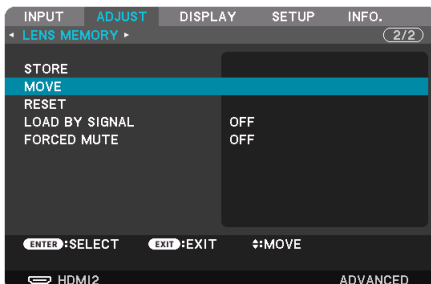 INPUT ADJUST DISPLAY SETUP INFO.
LENS MEMORY 2/2
STORE
MOVE
RESET
LOAD BY SIGNAL OFF
FORCED MUTE OFF
ENTER:SELECT EXIT:EXIT :MOVE
HDMI2 ADVANCED